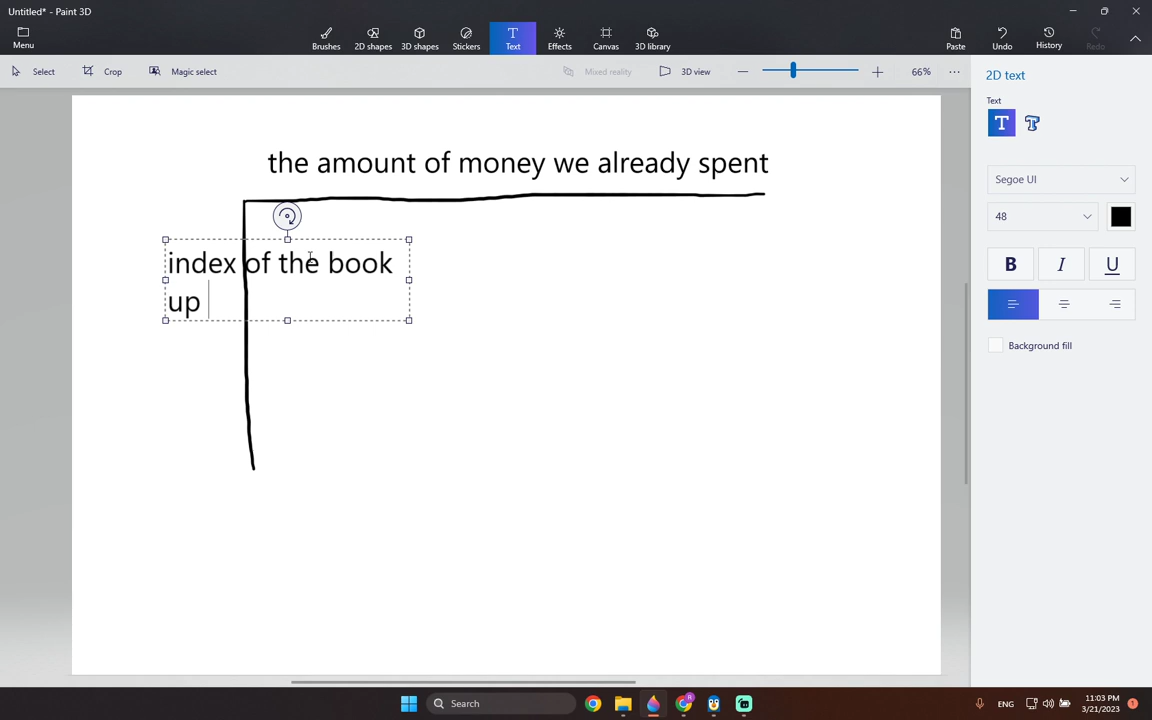 Untitled* - Paint 3D
Menu
Brushes 2D shapes 3D shapes Stickers Text Effects Canvas 3D library Paste Undo History Redo
Select Crop Magic select Mixed reality 3D view 66%
2D text
Text
T T
Segoe UI
48
B I U
Background fill
the amount of money we already spent
index of the book
up
Search
ENG 11:03 PM
3/21/2023
1